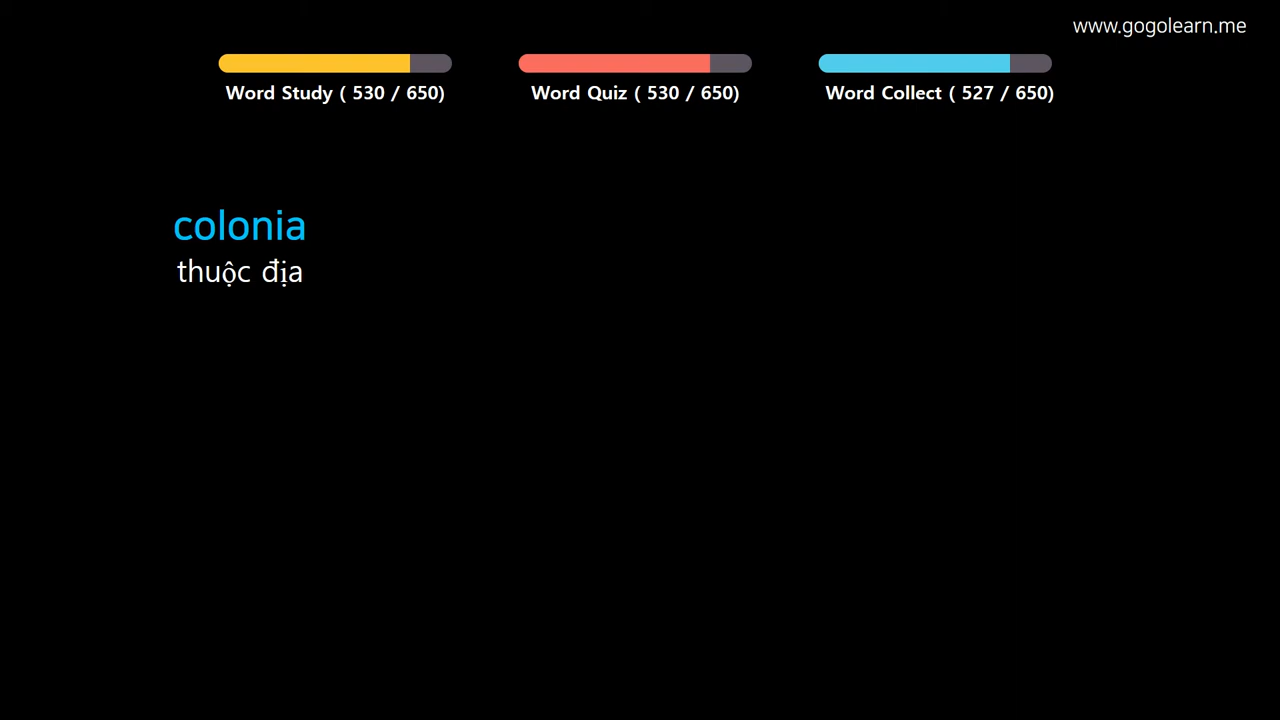 www.gogolearn.me
Word Study ( 530 / 650)
Word Quiz ( 530 / 650)
Word Collect ( 527 / 650)
colonia
thuộc địa